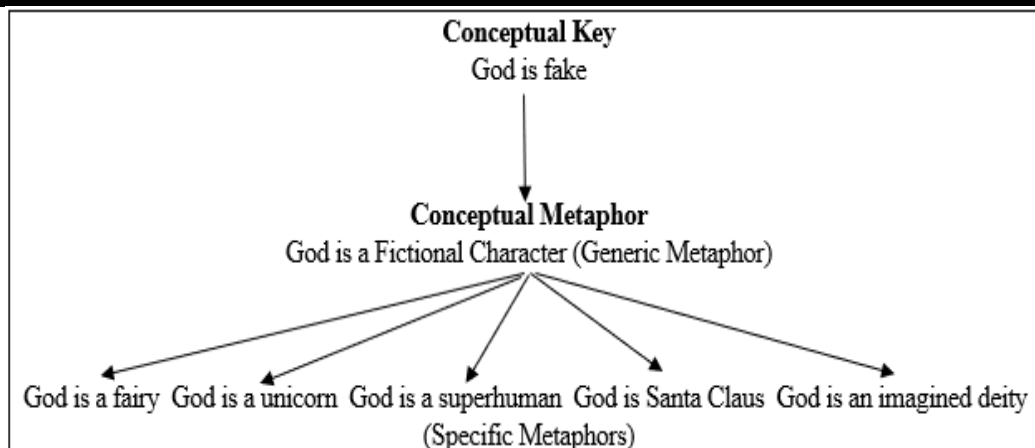 Conceptual Key
God is fake
Conceptual Metaphor
God is a Fictional Character (Generic Metaphor)
God is a fairy God is a unicorn God is a superhuman God is Santa Claus God is an imagined deity
(Specific Metaphors)